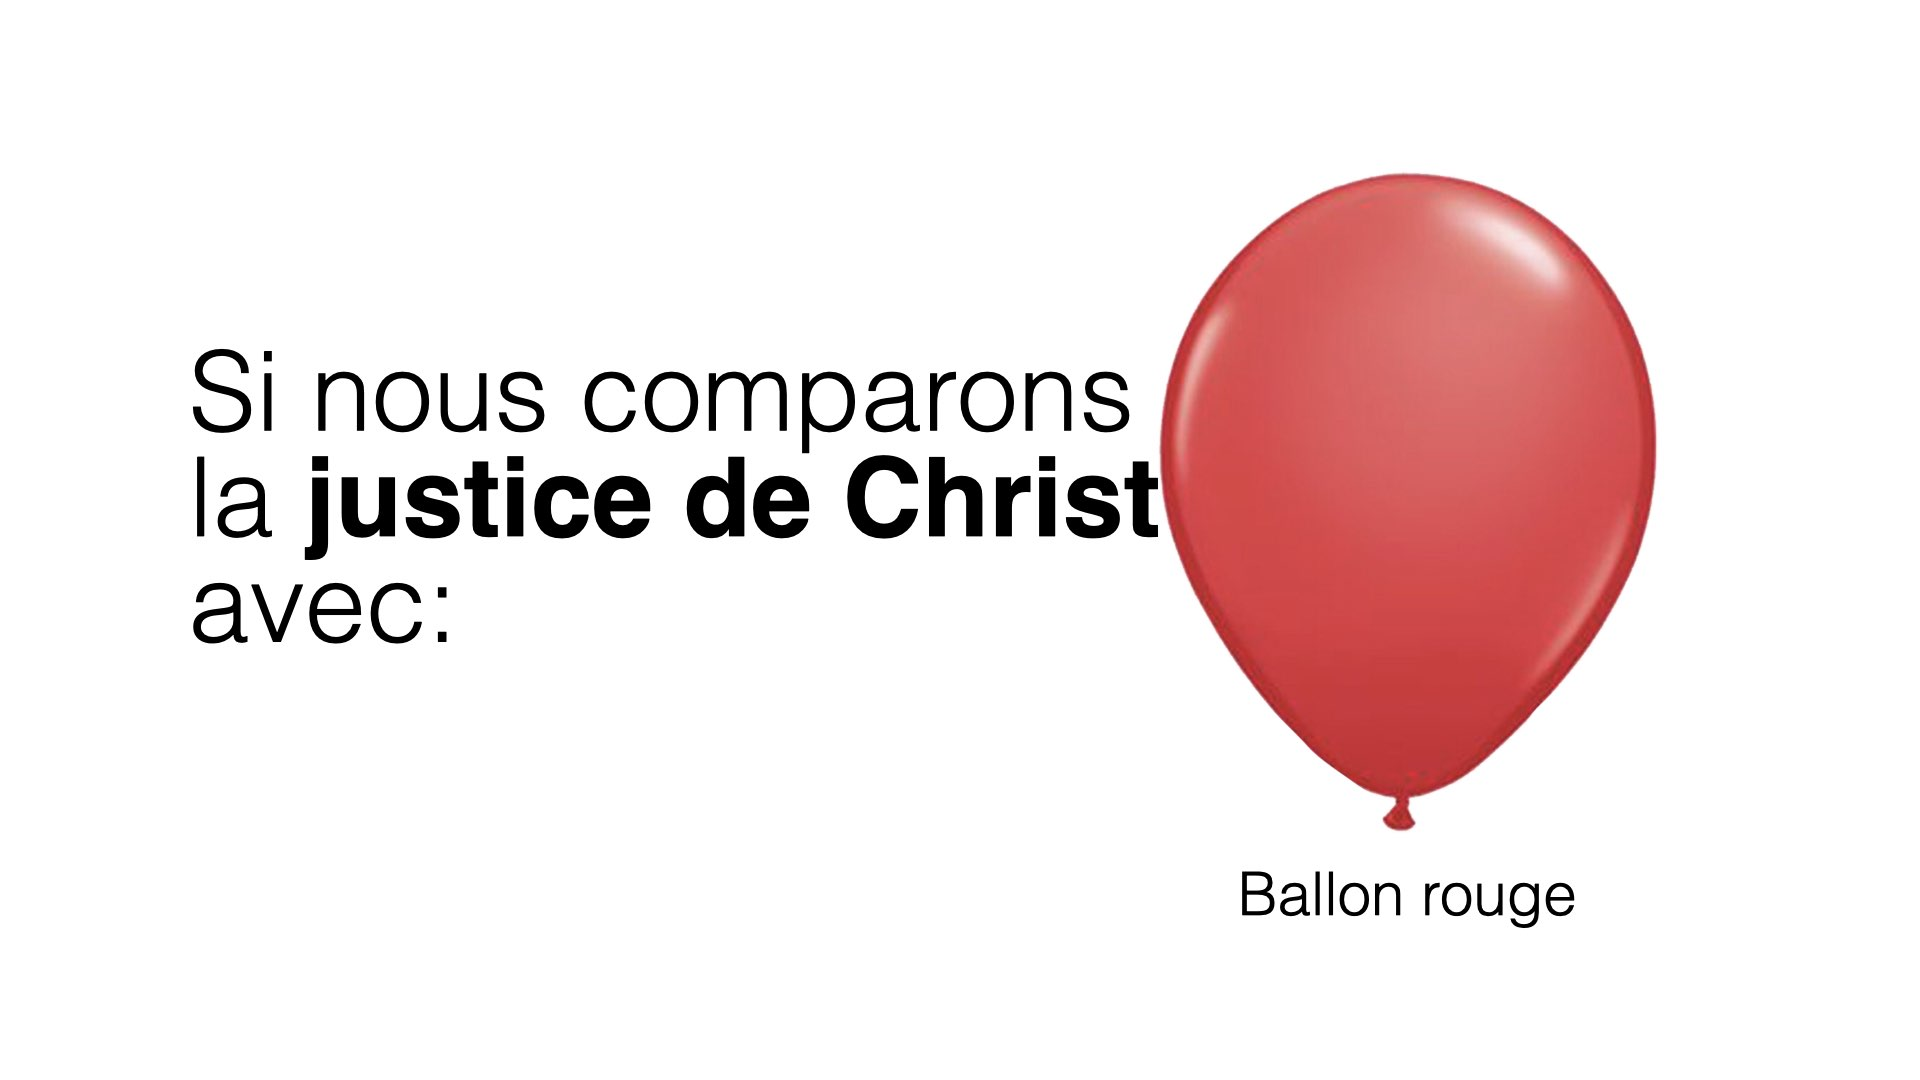 Si nous comparons
la justice de Christ
avec:
Ballon rouge